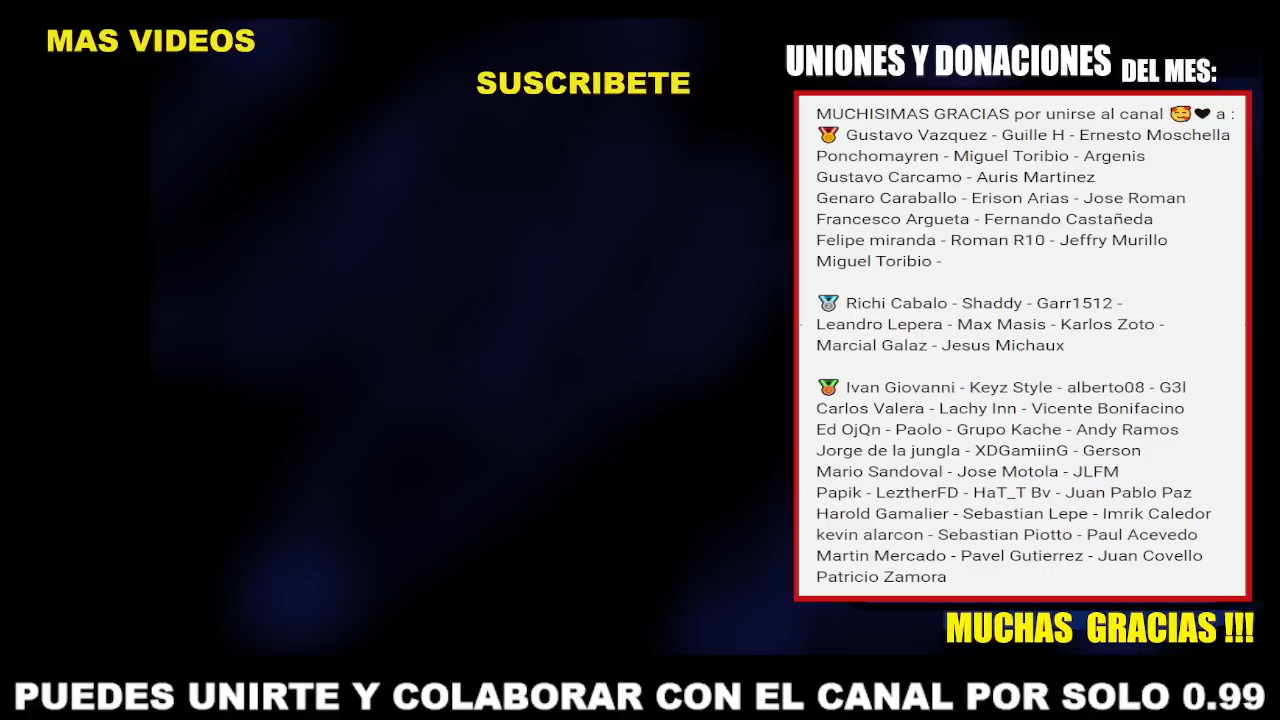 MAS VIDEOS
SUSCRIBETE
UNIONES Y DONACIONES DEL MES:
MUCHISIMAS GRACIAS por unirse al canal 🥰🖤 a :
🥇 Gustavo Vazquez - Guille H - Ernesto Moschella
Ponchomayren - Miguel Toribio - Argenis
Gustavo Carcamo - Auris Martinez
Genaro Caraballo - Erison Arias - Jose Roman
Francesco Argueta - Fernando Castañeda
Felipe miranda - Roman R10 - Jeffry Murillo
Miguel Toribio -
🥈 Richi Cabalo - Shaddy - Garr1512 -
Leandro Lepera - Max Masis - Karlos Zoto -
Marcial Galaz - Jesus Michaux
🥉 Ivan Giovanni - Keyz Style - alberto08 - G3l
Carlos Valera - Lachy Inn - Vicente Bonifacino
Ed OjQn - Paolo - Grupo Kache - Andy Ramos
Jorge de la jungla - XDGamiinG - Gerson
Mario Sandoval - Jose Motola - JLFM
Papik - LeztherFD - HaT_T Bv - Juan Pablo Paz
Harold Gamalier - Sebastian Lepe - Imrik Caledor
kevin alarcon - Sebastian Piotto - Paul Acevedo
Martin Mercado - Pavel Gutierrez - Juan Covello
Patricio Zamora
MUCHAS GRACIAS !!!
PUEDES UNIRTE Y COLABORAR CON EL CANAL POR SOLO 0.99